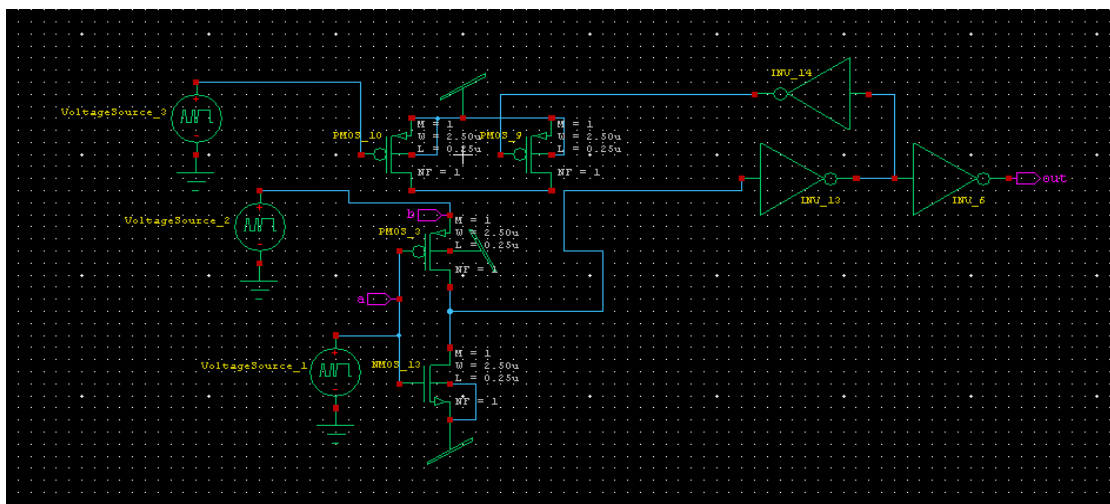 INV_14
VoltageSource_3
PMOS_10
M = 1
W = 2.50u
L = 0.25u
NF = 1
PMOS_9
M = 1
W = 2.50u
L = 0.25u
NF = 1
out
INV_13
INV_6
VoltageSource_2
b
PMOS_3
M = 1
W = 2.50u
L = 0.25u
NF = 1
a
VoltageSource_1
NMOS_13
M = 1
W = 2.50u
L = 0.25u
NF = 1